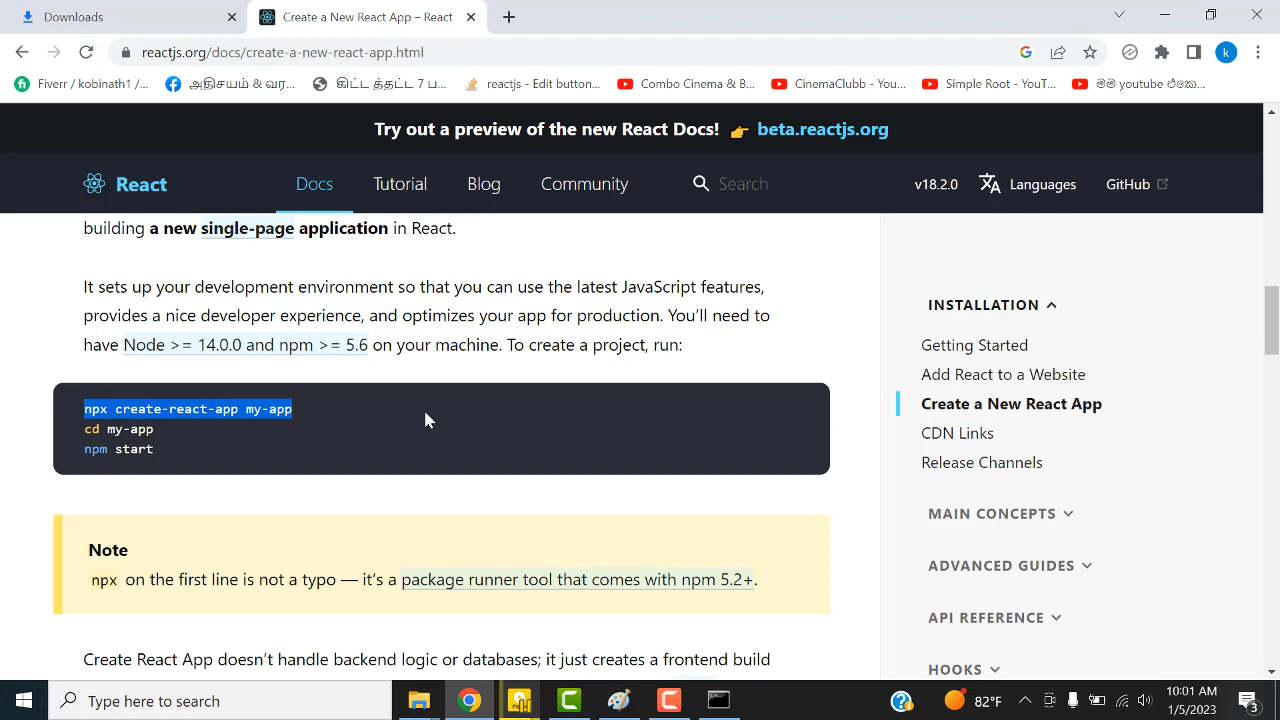 Downloads
Create a New React App – React
reactjs.org/docs/create-a-new-react-app.html
Fiverr / kobinath1 /...
அதிசயம் & வர...
கிட்ட த்தட்ட 7 ப...
reactjs - Edit button...
Combo Cinema & B...
CinemaClubb - You...
Simple Root - YouT...
මම youtube එකෙ...
Try out a preview of the new React Docs! 👉 beta.reactjs.org
React
Docs
Tutorial
Blog
Community
Search
v18.2.0
Languages
GitHub
building a new single-page application in React.
It sets up your development environment so that you can use the latest JavaScript features,
provides a nice developer experience, and optimizes your app for production. You’ll need to
have Node >= 14.0.0 and npm >= 5.6 on your machine. To create a project, run:
npx create-react-app my-app
cd my-app
npm start
Note
npx on the first line is not a typo — it’s a package runner tool that comes with npm 5.2+.
Create React App doesn’t handle backend logic or databases; it just creates a frontend build
INSTALLATION
Getting Started
Add React to a Website
Create a New React App
CDN Links
Release Channels
MAIN CONCEPTS
ADVANCED GUIDES
API REFERENCE
HOOKS
Type here to search
82°F
10:01 AM
1/5/2023
3